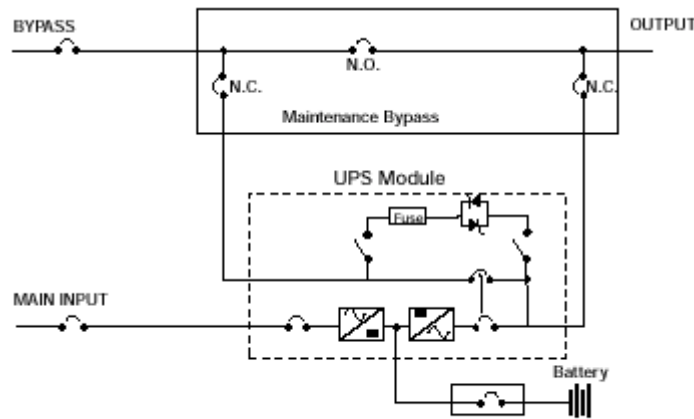 BYPASS
OUTPUT
N.O.
N.C.
N.C.
Maintenance Bypass
UPS Module
Fuse
MAIN INPUT
Battery